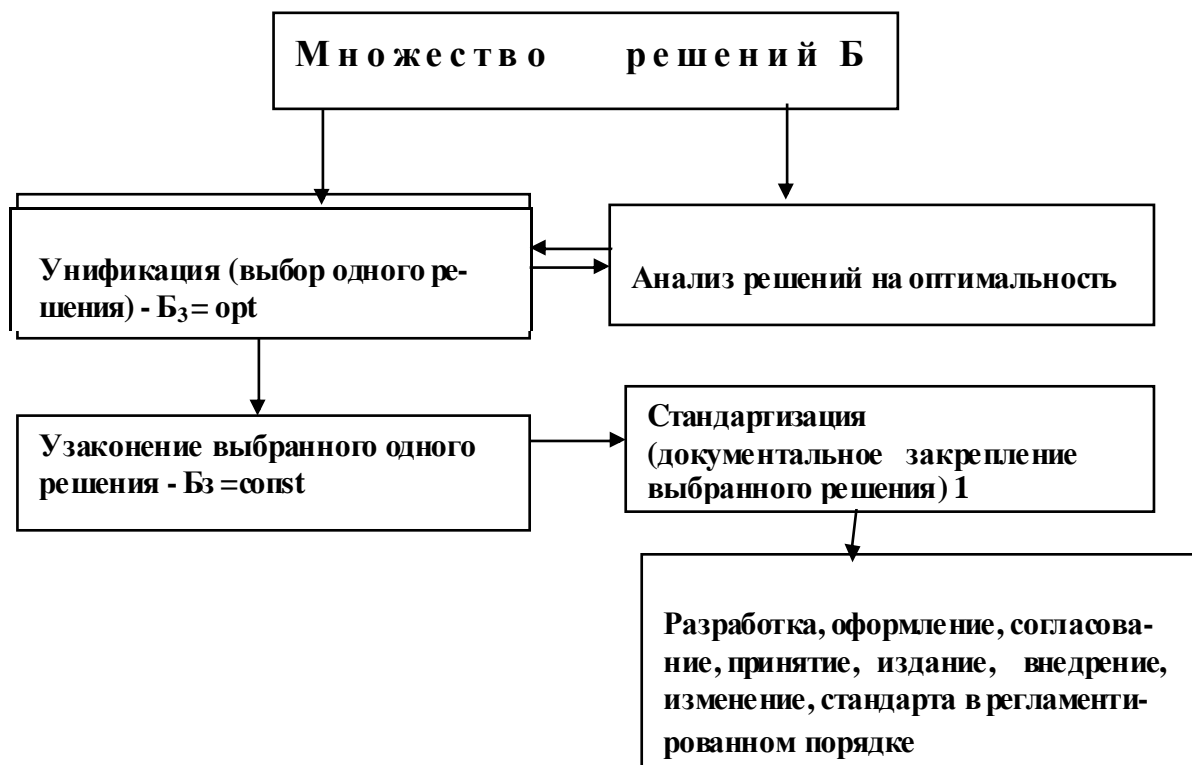 Множество решений Б
Унификация (выбор одного ре-
шения) - Б₃ = opt
Анализ решений на оптимальность
Узаконение выбранного одного
решения - Бз =const
Стандартизация
(документальное закрепление
выбранного решения) 1
Разработка, оформление, согласова-
ние, принятие, издание, внедрение,
изменение, стандарта в регламенти-
рованном порядке